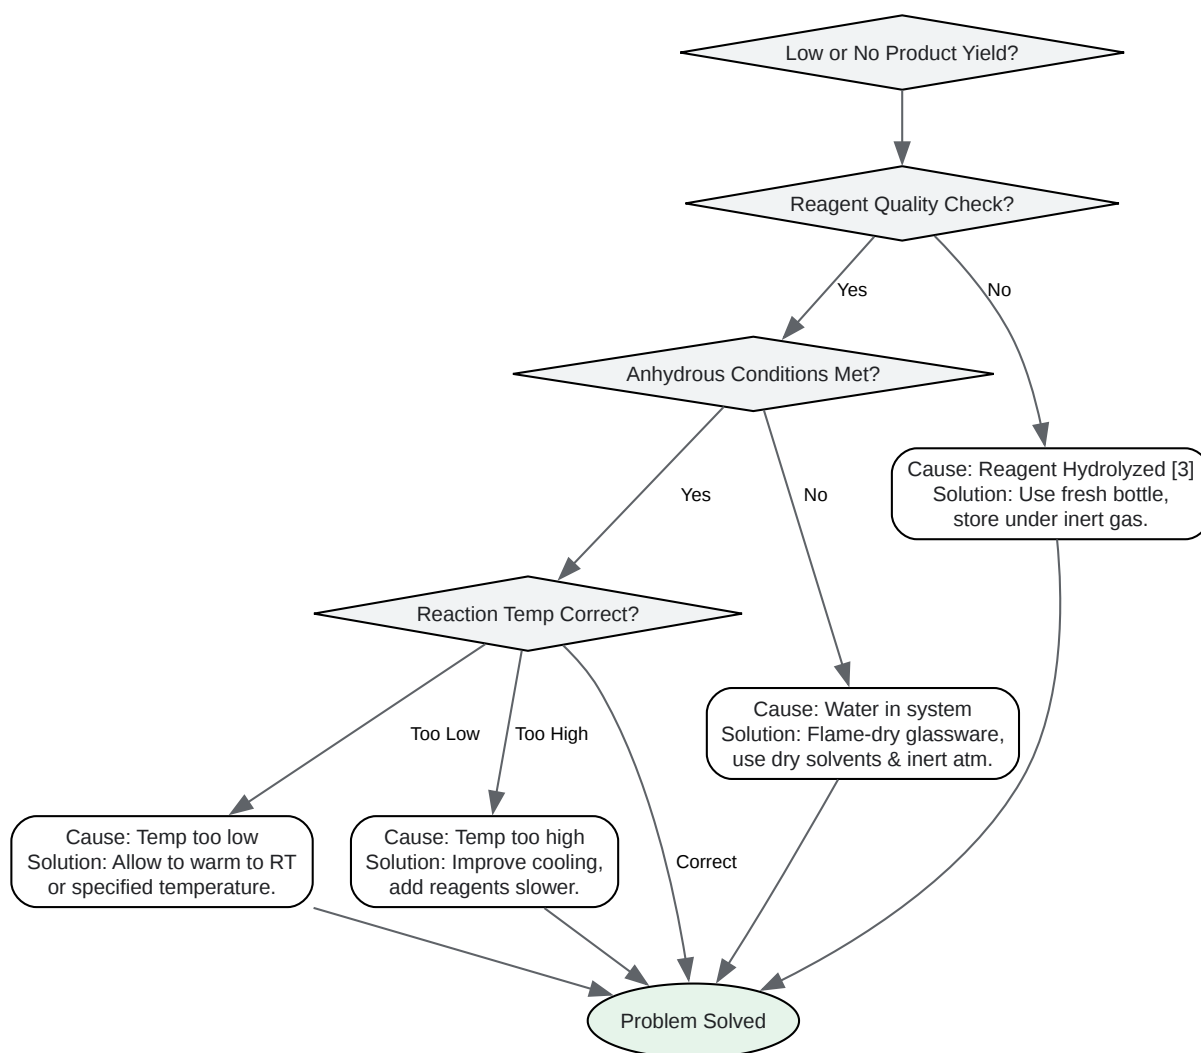 Low or No Product Yield?
Reagent Quality Check?
Yes
No
Anhydrous Conditions Met?
Cause: Reagent Hydrolyzed [3]
Solution: Use fresh bottle,
store under inert gas.
Yes
No
Reaction Temp Correct?
Cause: Water in system
Solution: Flame-dry glassware,
use dry solvents & inert atm.
Too Low
Too High
Cause: Temp too low
Solution: Allow to warm to RT
or specified temperature.
Cause: Temp too high
Solution: Improve cooling,
add reagents slower.
Correct
Problem Solved